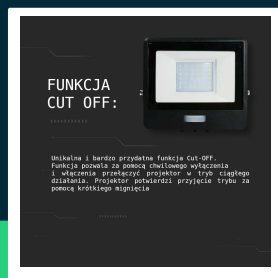 FUNKCJA
CUT OFF:
Unikalna i bardzo przydatna funkcja Cut-OFF.
Funkcja pozwala za pomocą chwilowego wyłączenia
i włączenia przełączyć projektor w tryb ciągłego
działania. Projektor potwierdzi przyjęcie trybu za
pomocą krótkiego mignięcia